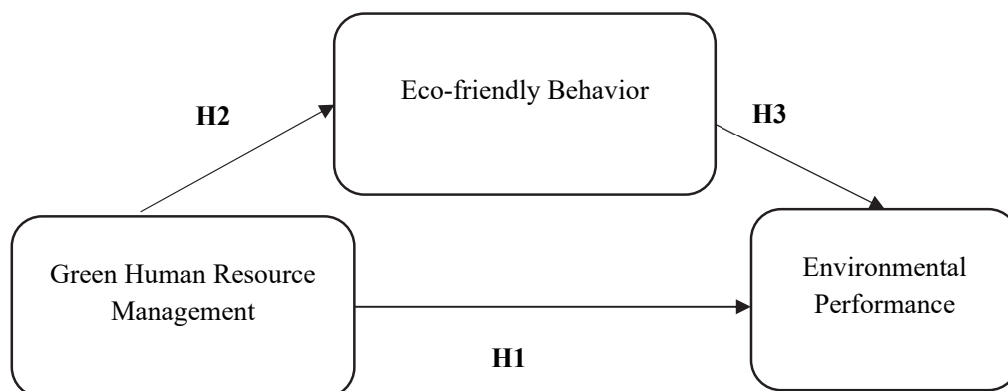 Eco-friendly Behavior
H2
H3
Green Human Resource
Management
Environmental
Performance
H1